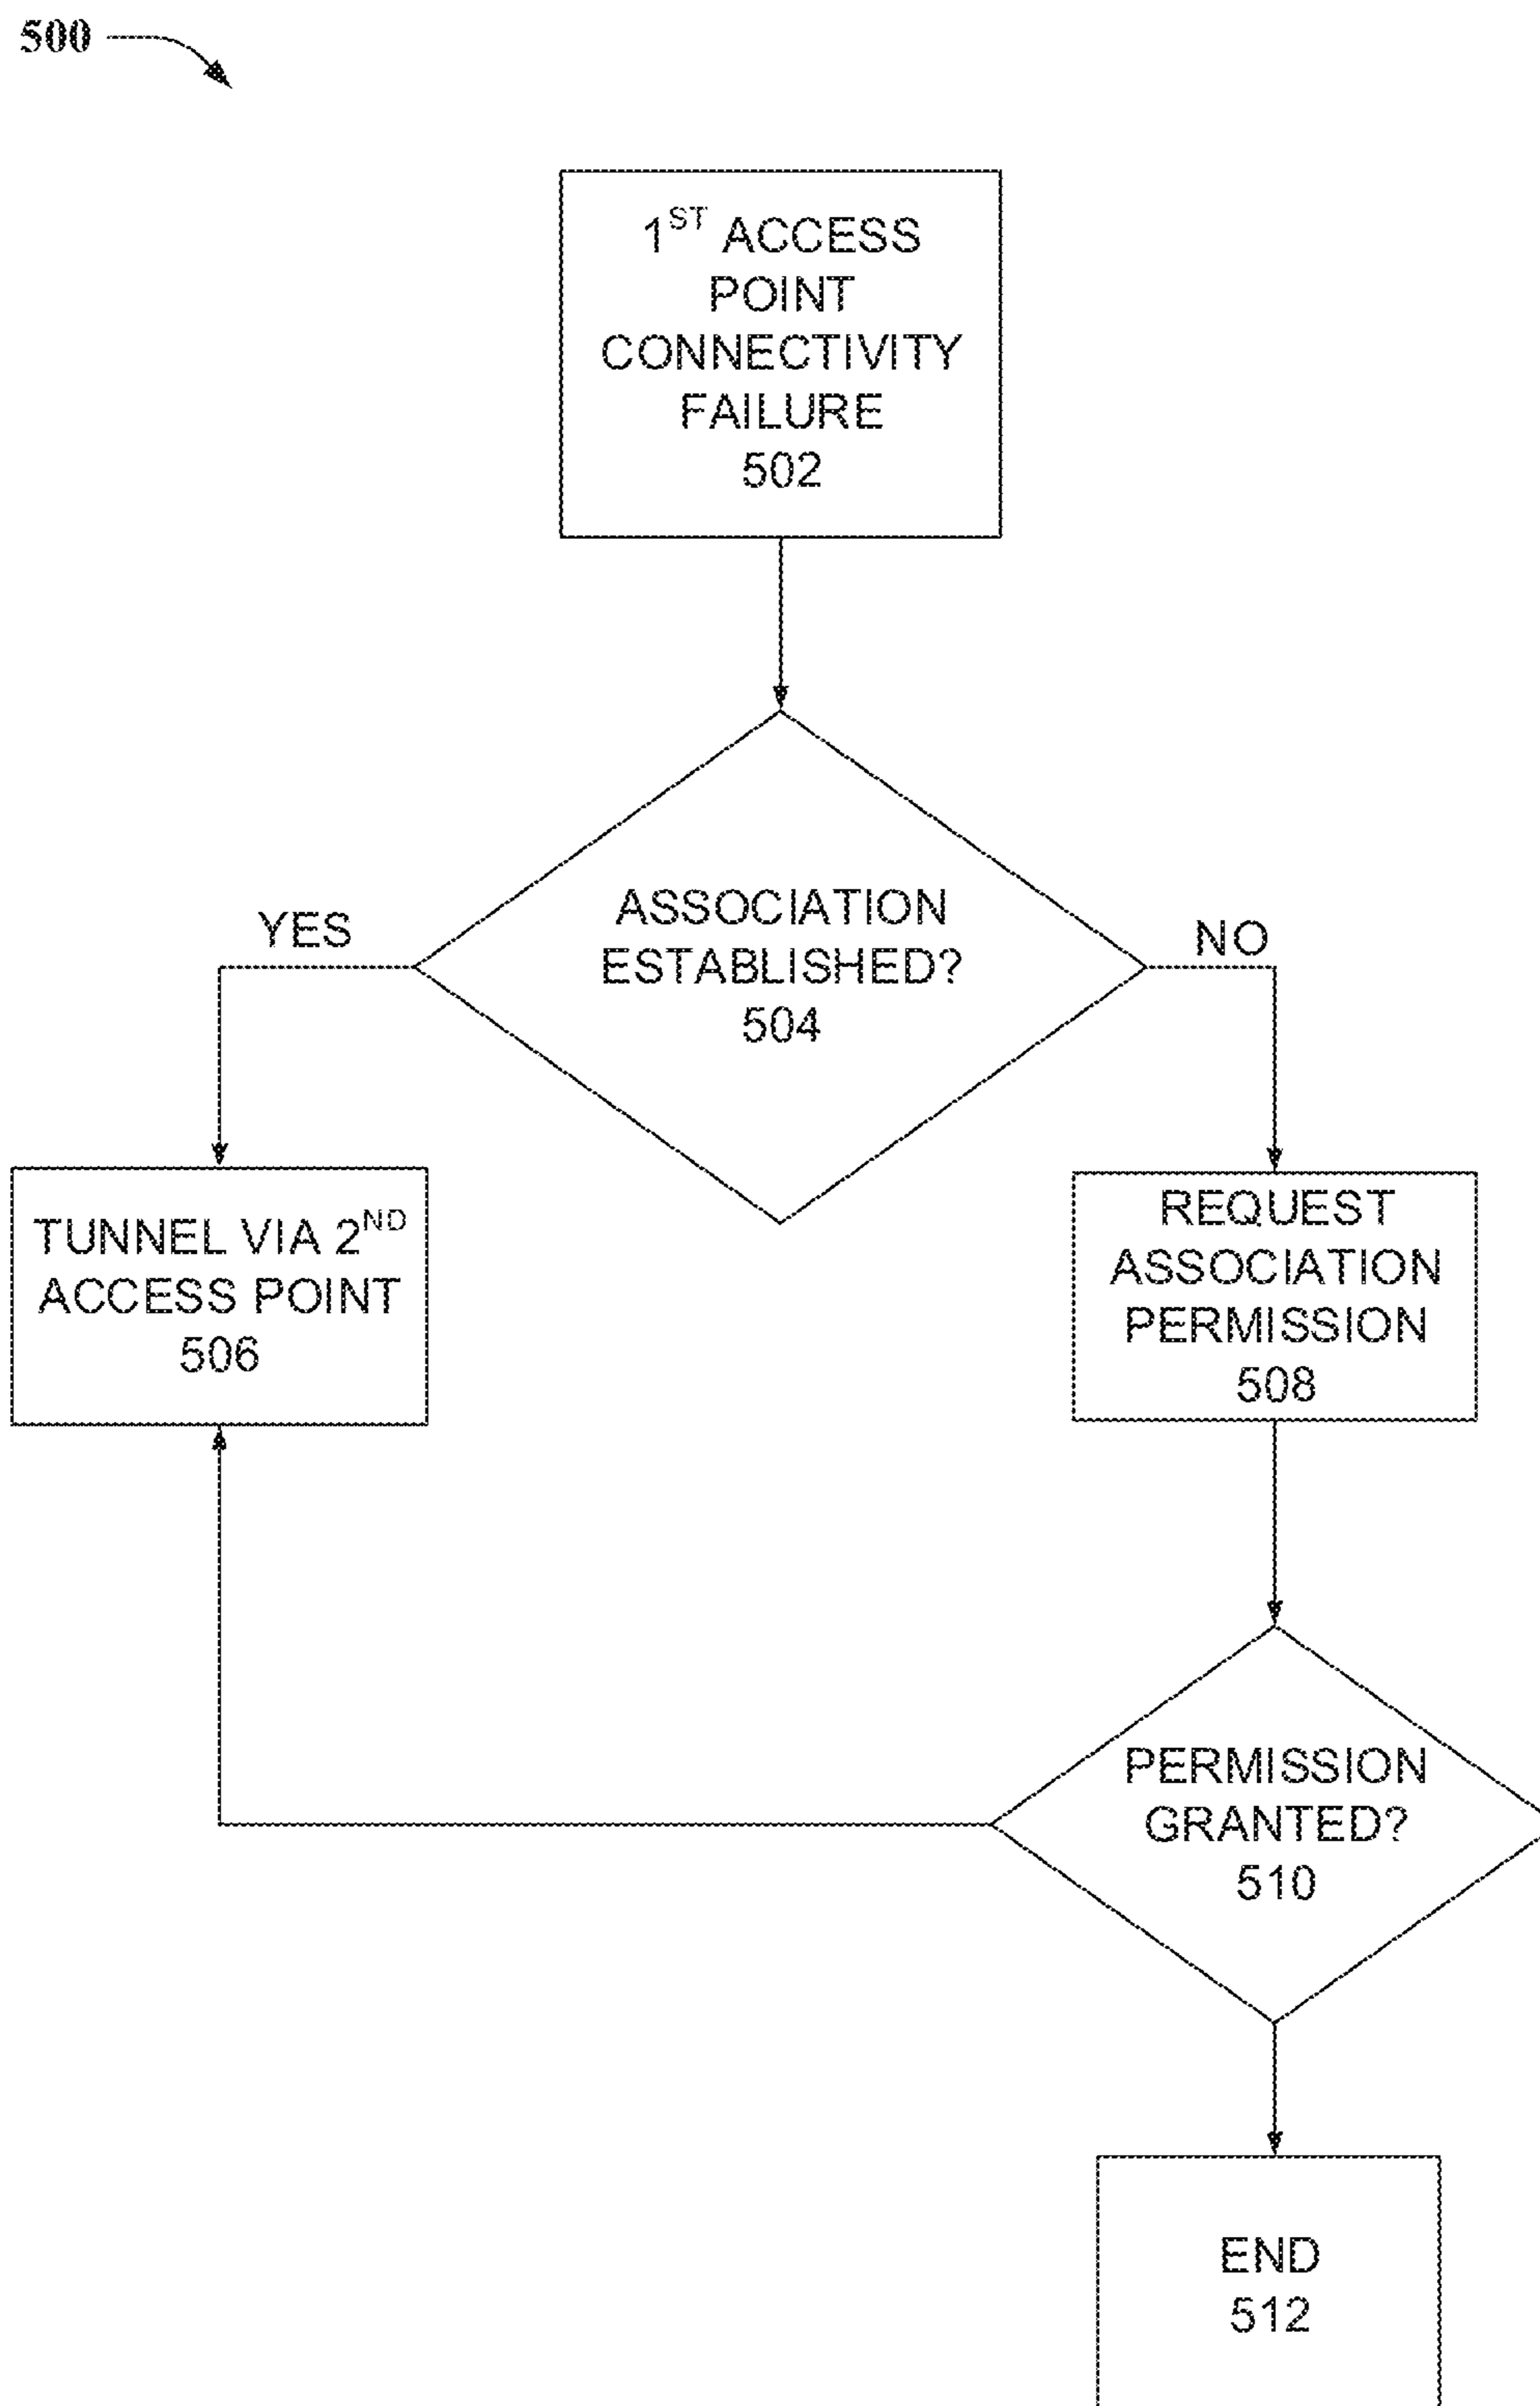 500
1ST ACCESS
POINT
CONNECTIVITY
FAILURE
502
ASSOCIATION
ESTABLISHED?
504
YES
NO
TUNNEL VIA 2ND
ACCESS POINT
506
REQUEST
ASSOCIATION
PERMISSION
508
PERMISSION
GRANTED?
510
END
512